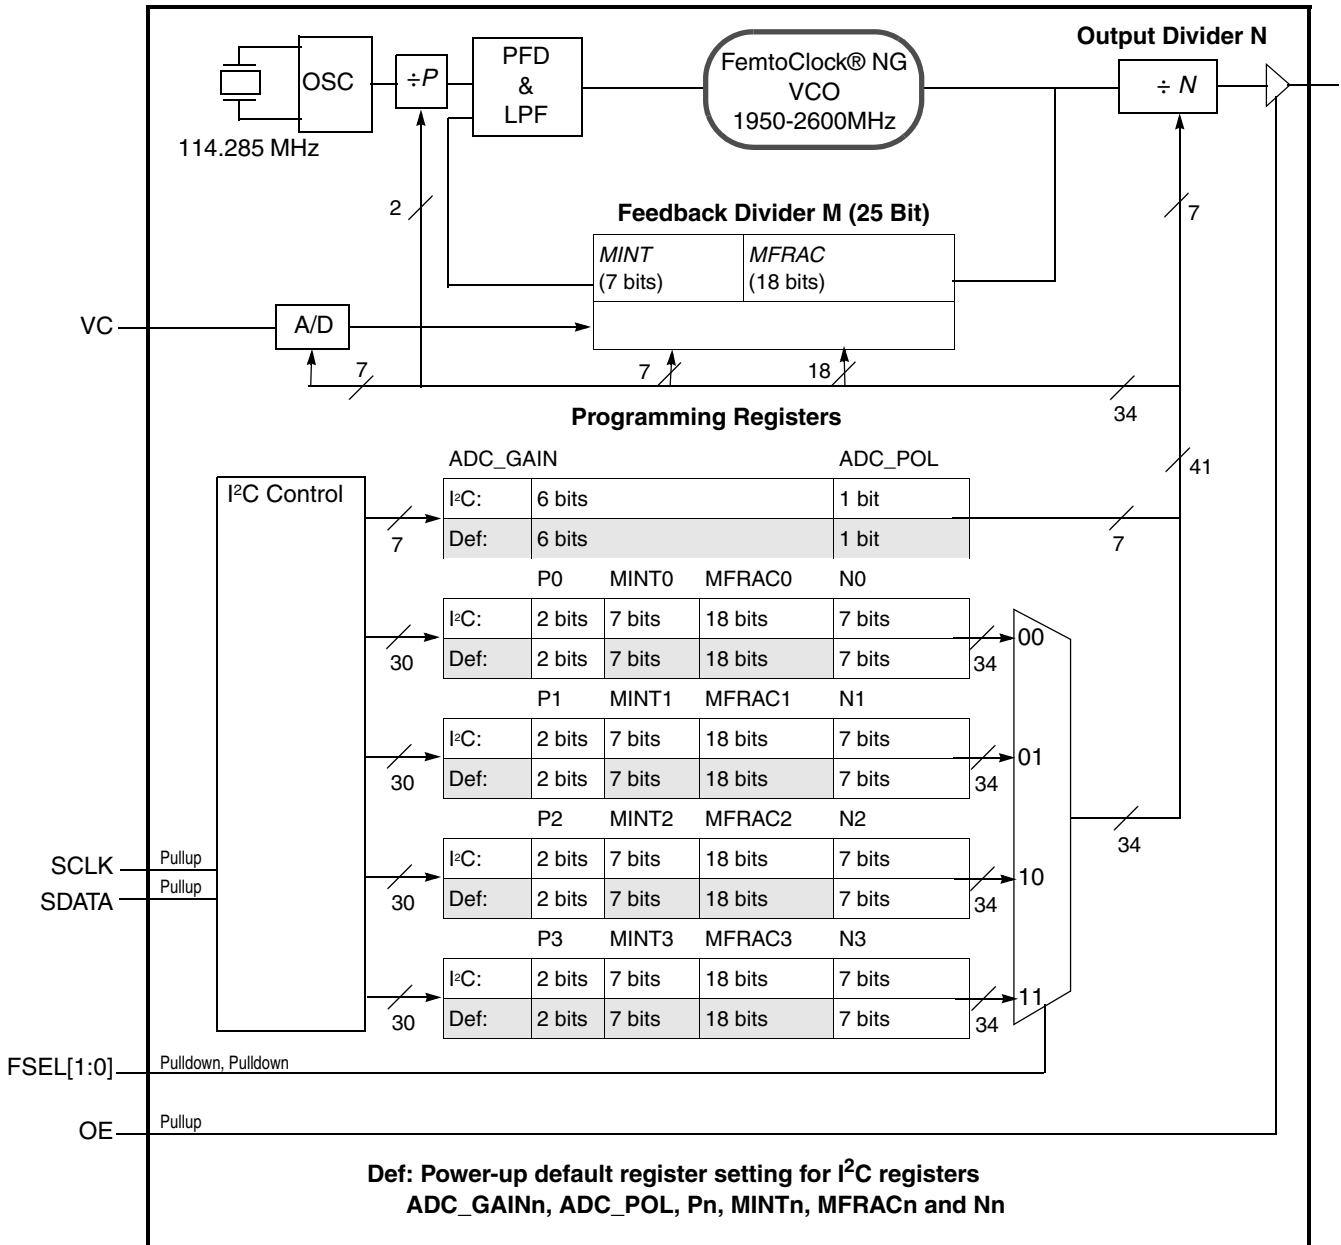 Output Divider N
OSC
÷P
PFD
&
LPF
FemtoClock® NG
VCO
1950-2600MHz
÷ N
114.285 MHz
2
7
Feedback Divider M (25 Bit)
MINT
(7 bits)
MFRAC
(18 bits)
VC
A/D
7
7
18
34
Programming Registers
41
ADC_GAIN
ADC_POL
I²C Control
7
I²C:
6 bits
1 bit
Def:
6 bits
1 bit
7
P0
MINT0
MFRAC0
N0
30
I²C:
2 bits
7 bits
18 bits
7 bits
Def:
2 bits
7 bits
18 bits
7 bits
34
00
P1
MINT1
MFRAC1
N1
30
I²C:
2 bits
7 bits
18 bits
7 bits
Def:
2 bits
7 bits
18 bits
7 bits
34
01
P2
MINT2
MFRAC2
N2
30
I²C:
2 bits
7 bits
18 bits
7 bits
Def:
2 bits
7 bits
18 bits
7 bits
34
10
34
SCLK
Pullup
SDATA
Pullup
P3
MINT3
MFRAC3
N3
30
I²C:
2 bits
7 bits
18 bits
7 bits
Def:
2 bits
7 bits
18 bits
7 bits
34
11
FSEL[1:0]
Pulldown, Pulldown
OE
Pullup
Def: Power-up default register setting for I²C registers
ADC_GAINn, ADC_POL, Pn, MINTn, MFRACn and Nn